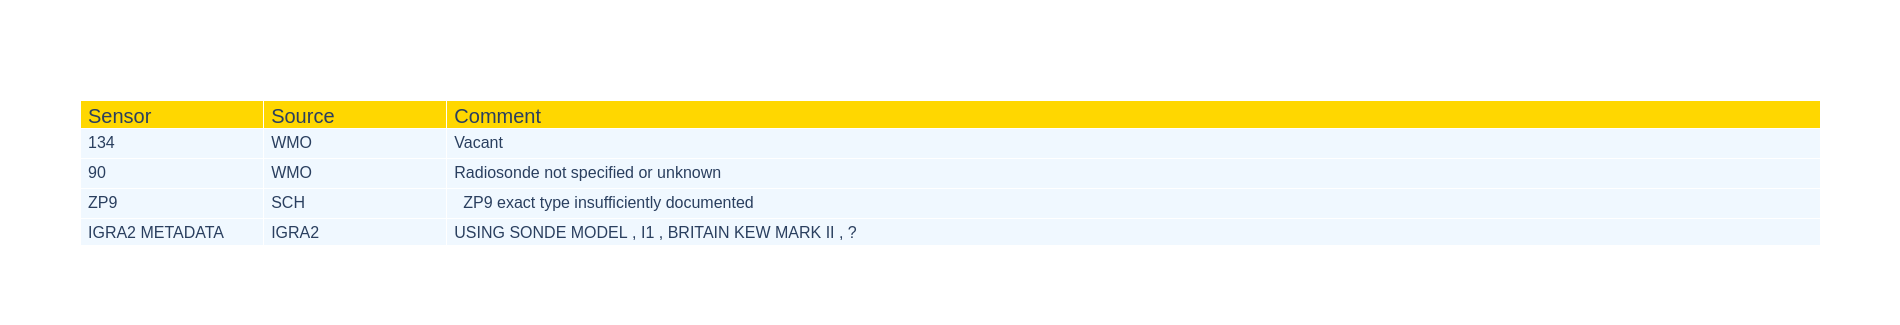 Sensor Source Comment
134 WMO Vacant
90 WMO Radiosonde not specified or unknown
ZP9 SCH ZP9 exact type insufficiently documented
IGRA2 METADATA IGRA2 USING SONDE MODEL , I1 , BRITAIN KEW MARK II , ?